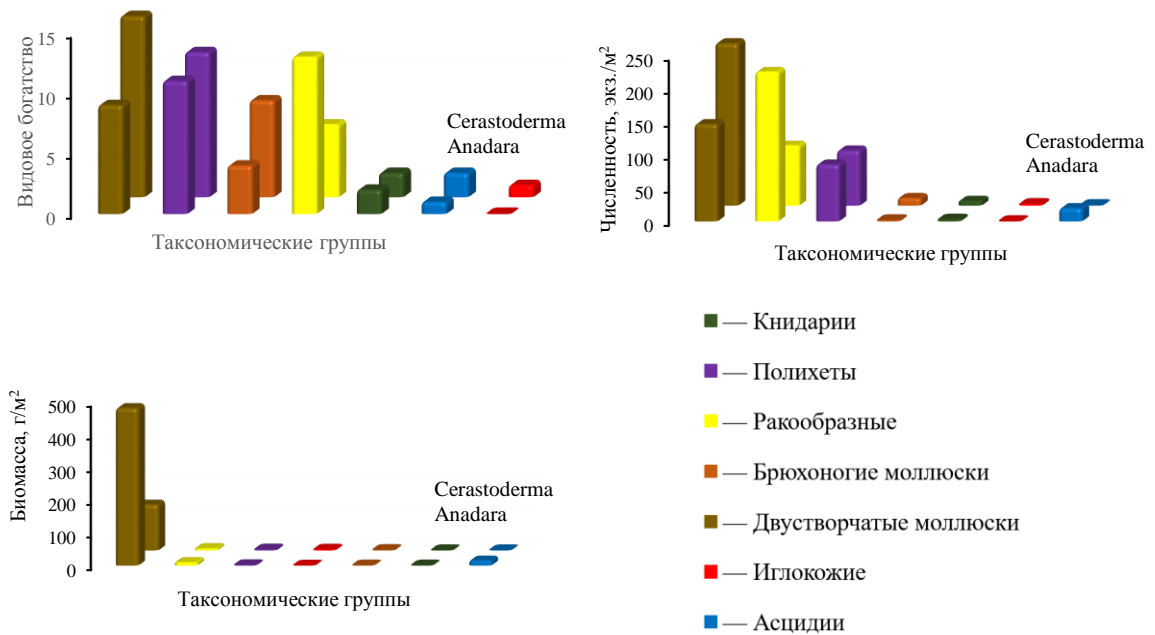 Видовое богатство
15
10
5
0
Cerastoderma
Anadara
Таксономические группы
Численность, экз./м²
250
200
150
100
50
0
Cerastoderma
Anadara
Таксономические группы
Биомасса, г/м²
500
400
300
200
100
0
Cerastoderma
Anadara
Таксономические группы
— Книдарии
— Полихеты
— Ракообразные
— Брюхоногие моллюски
— Двустворчатые моллюски
— Иглокожие
— Асцидии